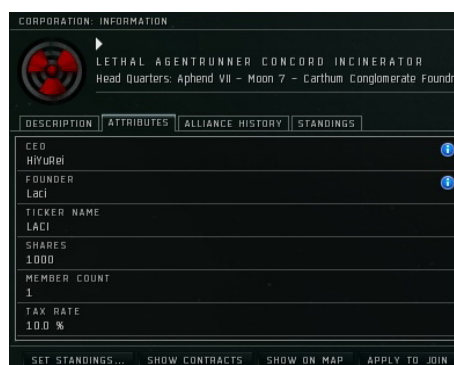 CORPORATION: INFORMATION
LETHAL AGENTRUNNER CONCORD INCINERATOR
Head Quarters: Aphend VII - Moon 7 - Carthum Conglomerate Foundr
DESCRIPTION ATTRIBUTES ALLIANCE HISTORY STANDINGS
CEO
HiYuRei
FOUNDER
Laci
TICKER NAME
LACI
SHARES
1000
MEMBER COUNT
1
TAX RATE
10.0 %
SET STANDINGS... SHOW CONTRACTS SHOW ON MAP APPLY TO JOIN